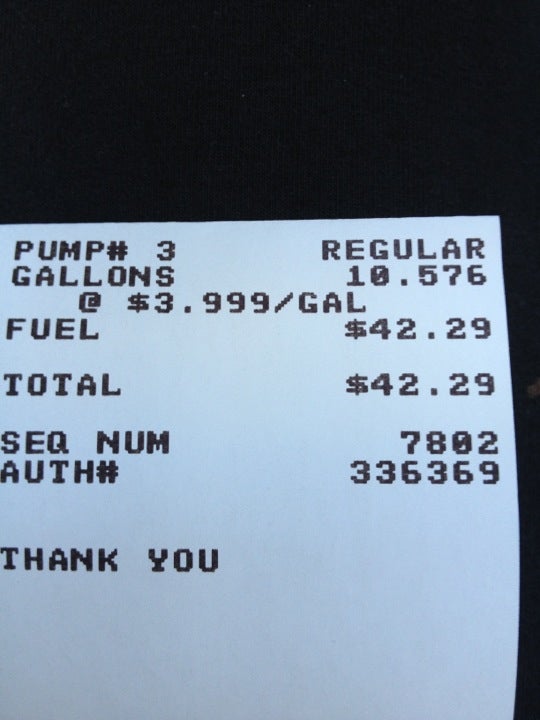 PUMP# 3 REGULAR
GALLONS 10.576
@ $3.999/GAL
FUEL $42.29
TOTAL $42.29
SEQ NUM 7802
AUTH# 336369
THANK YOU